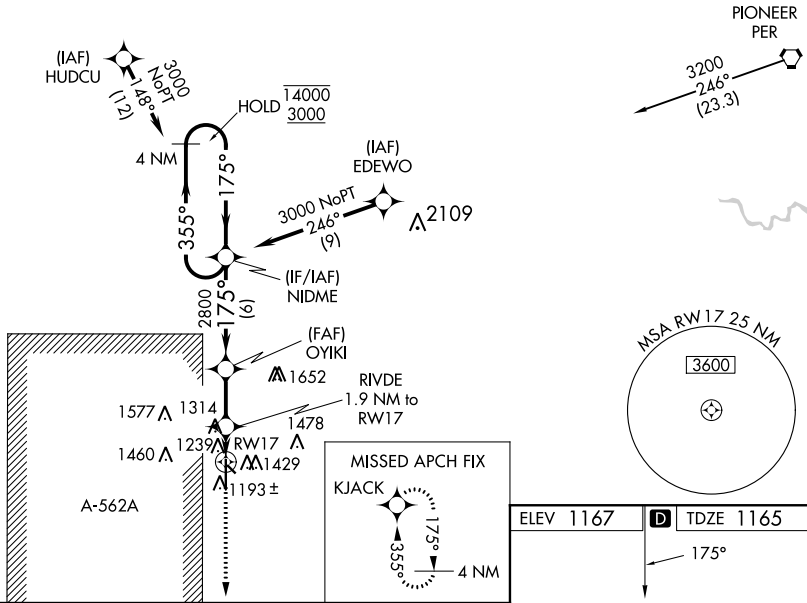 PIONEER
PER
3200
246°
(23.3)
(IAF)
HUDCU
3000
NoPT
148°
(12)
HOLD 14000
3000
4 NM
175°
355°
(IAF)
EDEWO
3000 NoPT
246°
(9)
2109
(IF/IAF)
NIDME
2800
175°
(6)
(FAF)
OYIKI
1652
RIVDE
1.9 NM to
RW17
MSA RW17 25 NM
3600
1577
1314
1478
1239
RW17
1460
1429
1193 ±
A-562A
MISSED APCH FIX
KJACK
175°
355°
4 NM
ELEV 1167
D
TDZE 1165
175°